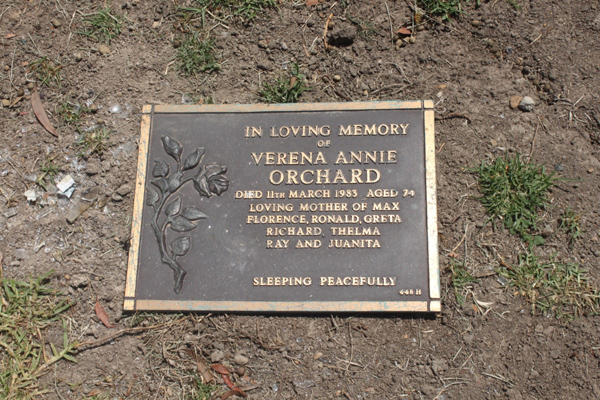 IN LOVING MEMORY
OF
VERENA ANNIE
ORCHARD
DIED 11TH MARCH 1983 AGED 74
LOVING MOTHER OF MAX
FLORENCE, RONALD, GRETA
RICHARD, THELMA
RAY AND JUANITA
SLEEPING PEACEFULLY
448 H